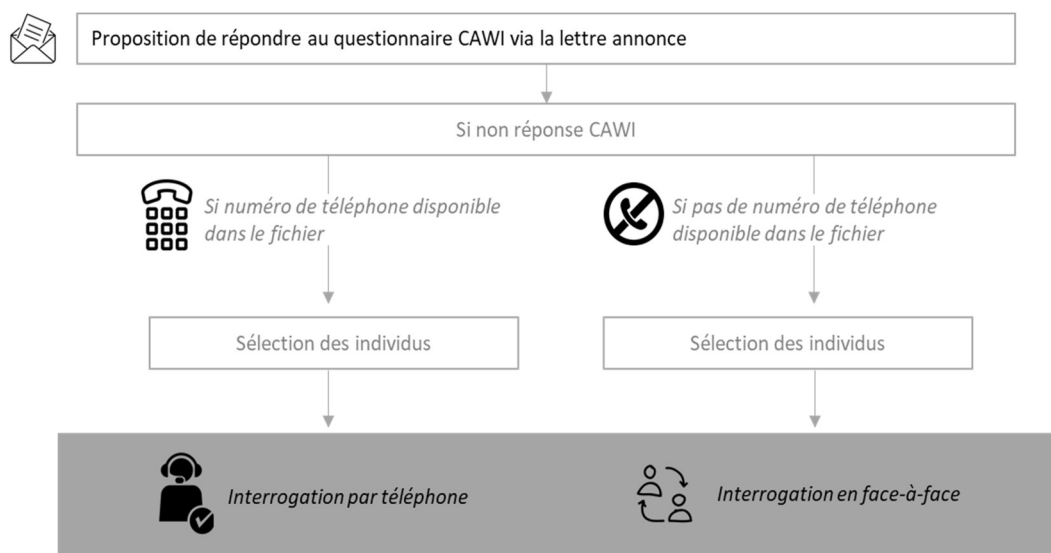 Proposition de répondre au questionnaire CAWI via la lettre annonce
Si non réponse CAWI
Si numéro de téléphone disponible
dans le fichier
Si pas de numéro de téléphone
disponible dans le fichier
Sélection des individus
Sélection des individus
Interrogation par téléphone
Interrogation en face-à-face